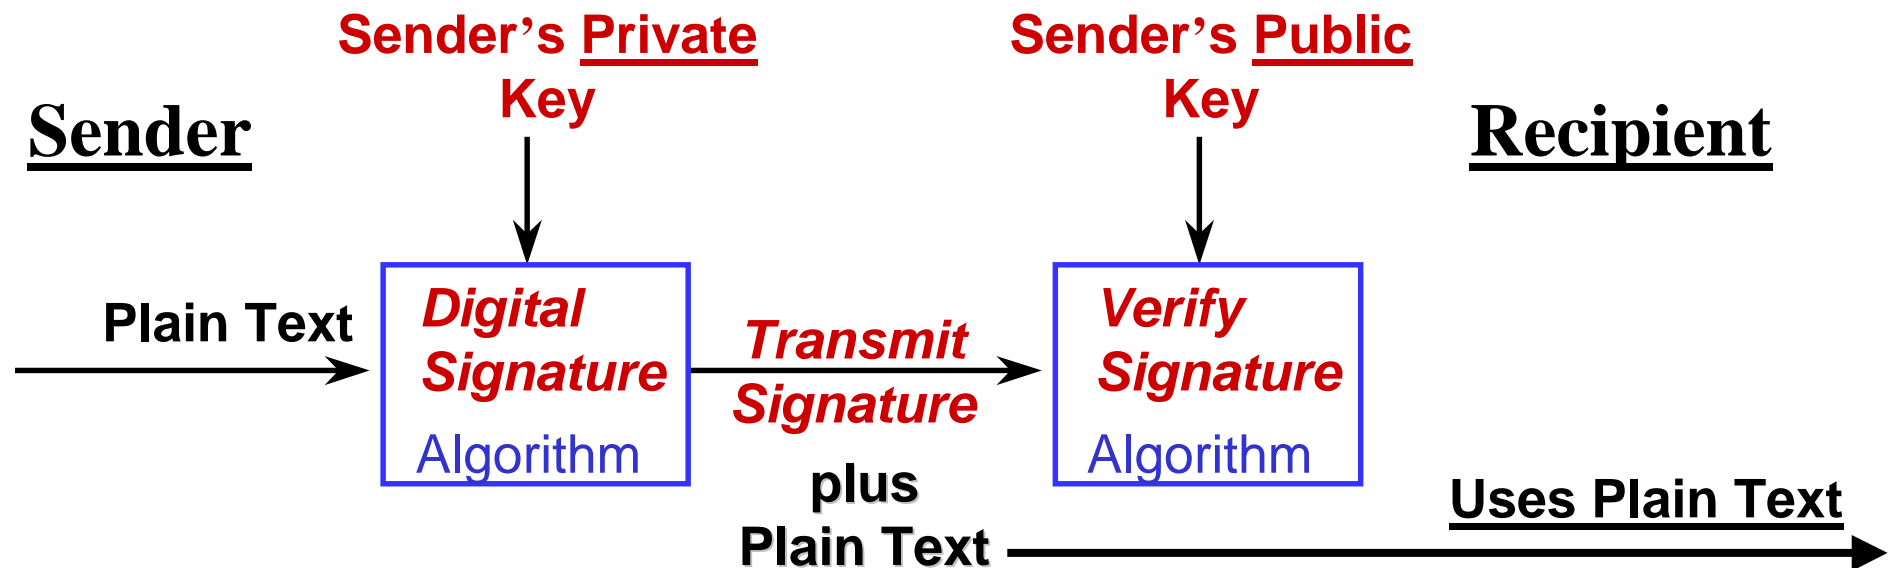 Sender’s Private
Key
Sender’s Public
Key
Sender
Recipient
Plain Text
Digital
Signature
Algorithm
Transmit
Signature
plus
Plain Text
Verify
Signature
Algorithm
Uses Plain Text